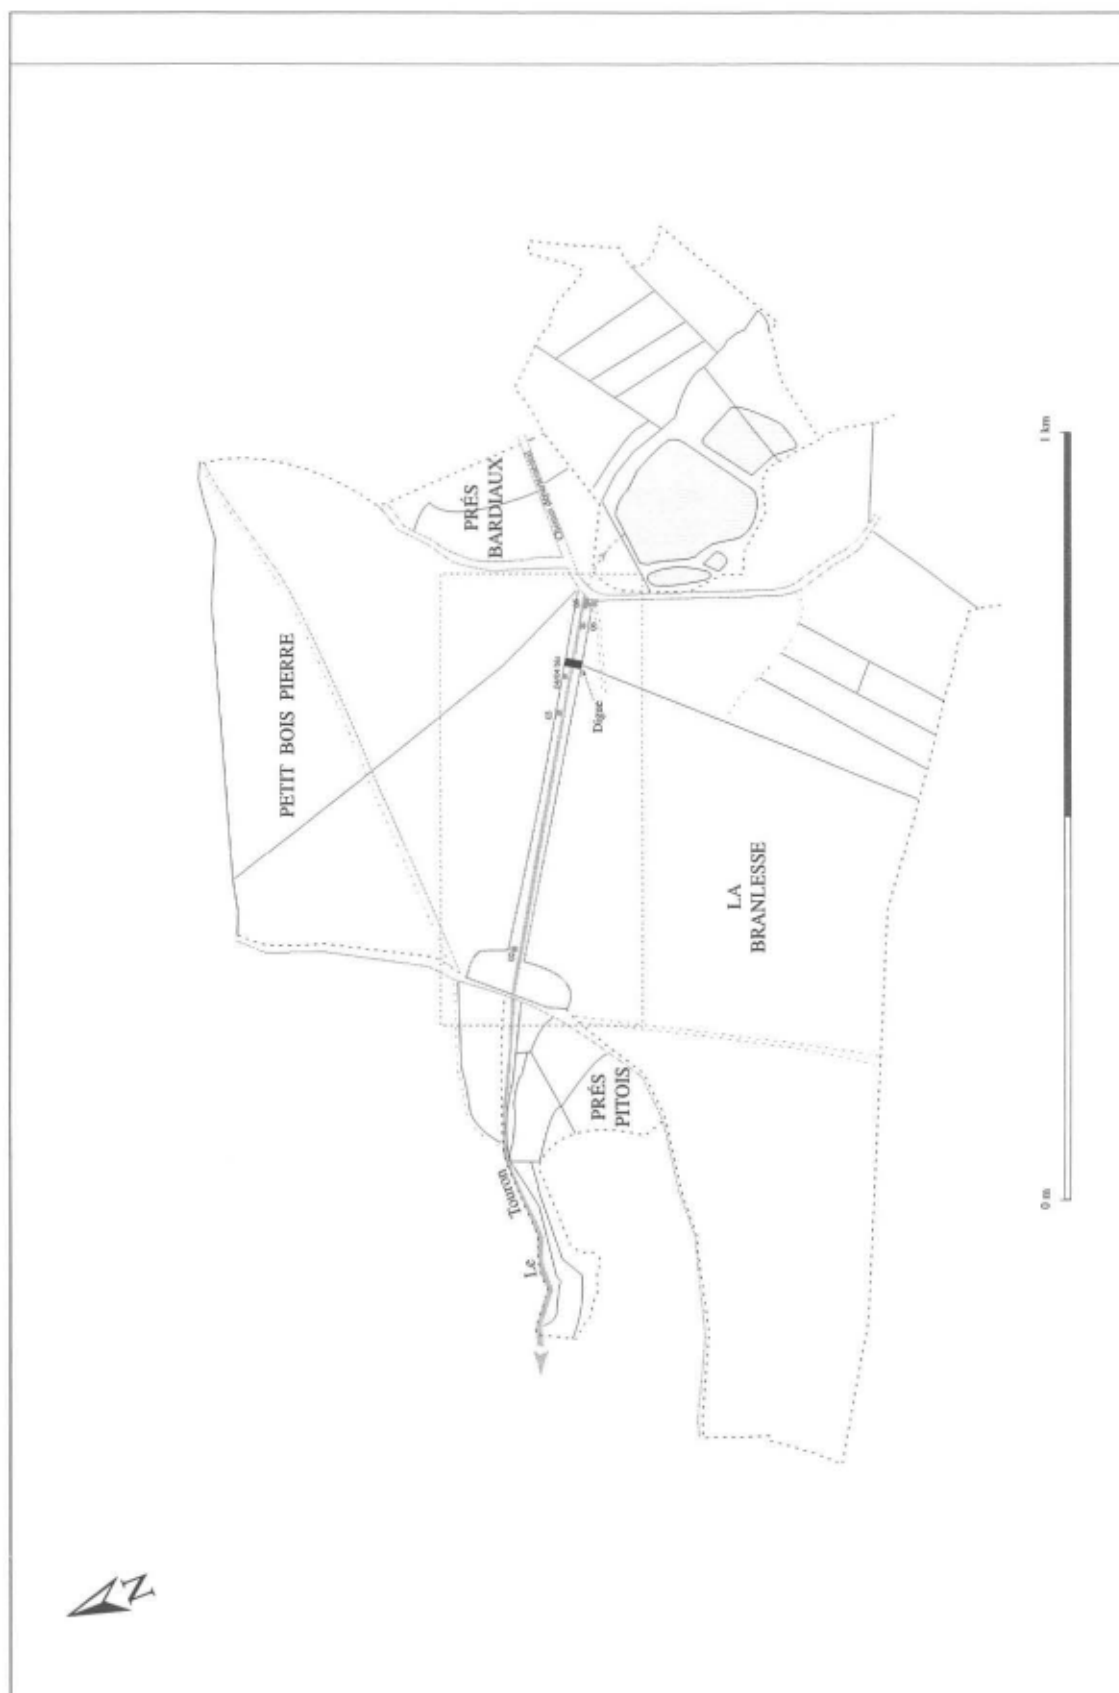 PETIT BOIS PIERRE
PRÉS
BARDIAUX
Digue
LA
BRANLESSE
PRÉS
PITOIS
Le Touron
0 m
1 km
N